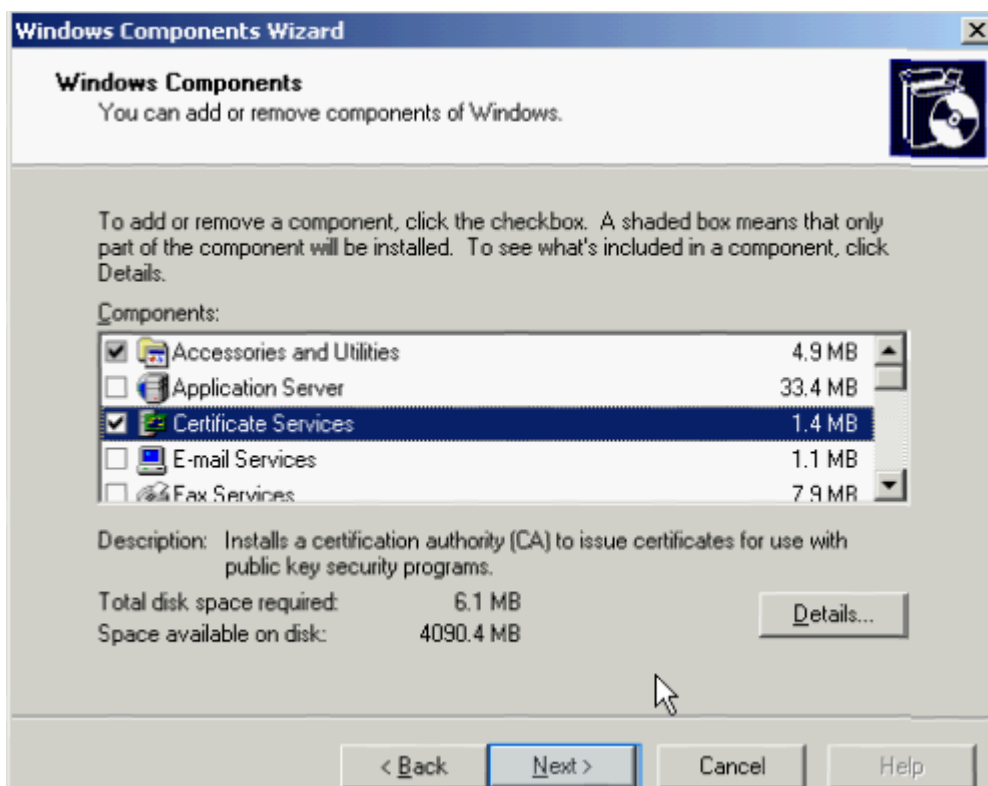 Windows Components Wizard
Windows Components
You can add or remove components of Windows.
To add or remove a component, click the checkbox. A shaded box means that only
part of the component will be installed. To see what's included in a component, click
Details.
Components:
Accessories and Utilities 4.9 MB
Application Server 33.4 MB
Certificate Services 1.4 MB
E-mail Services 1.1 MB
Fax Services 7.9 MB
Description: Installs a certification authority (CA) to issue certificates for use with
public key security programs.
Total disk space required: 6.1 MB
Space available on disk: 4090.4 MB
Details...
< Back Next > Cancel Help